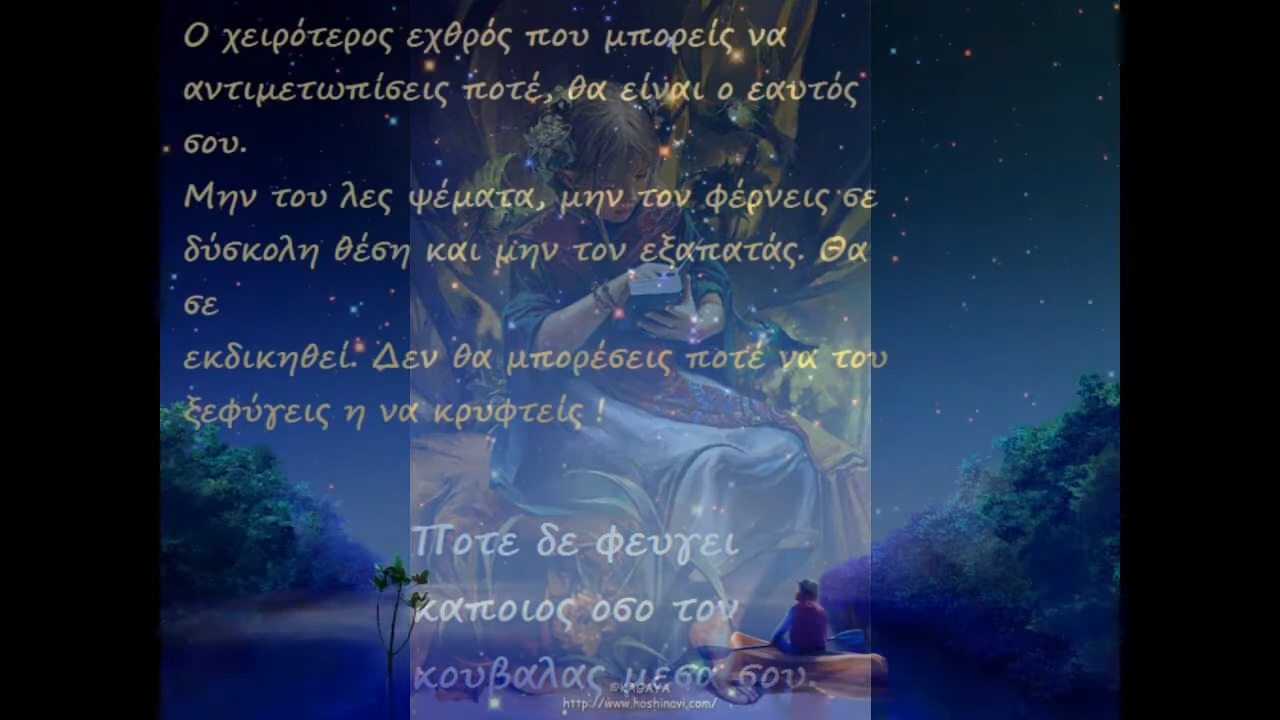 Ο χειρότερος εχθρός που μπορείς να
αντιμετωπίσεις ποτέ, θα είναι ο εαυτός
σου.
Μην του λες ψέματα, μην τον φέρνεις σε
δύσκολη θέση και μην τον εξαπατάς. Θα
σε
εκδικηθεί. Δεν θα μπορέσεις ποτέ να του
ξεφύγεις η να κρυφτείς !
Ποτε δε φευγει
καποιος οσο τον
κουβαλας μεσα σου.
©KAGAYA
http://www.hoshinavi.com/